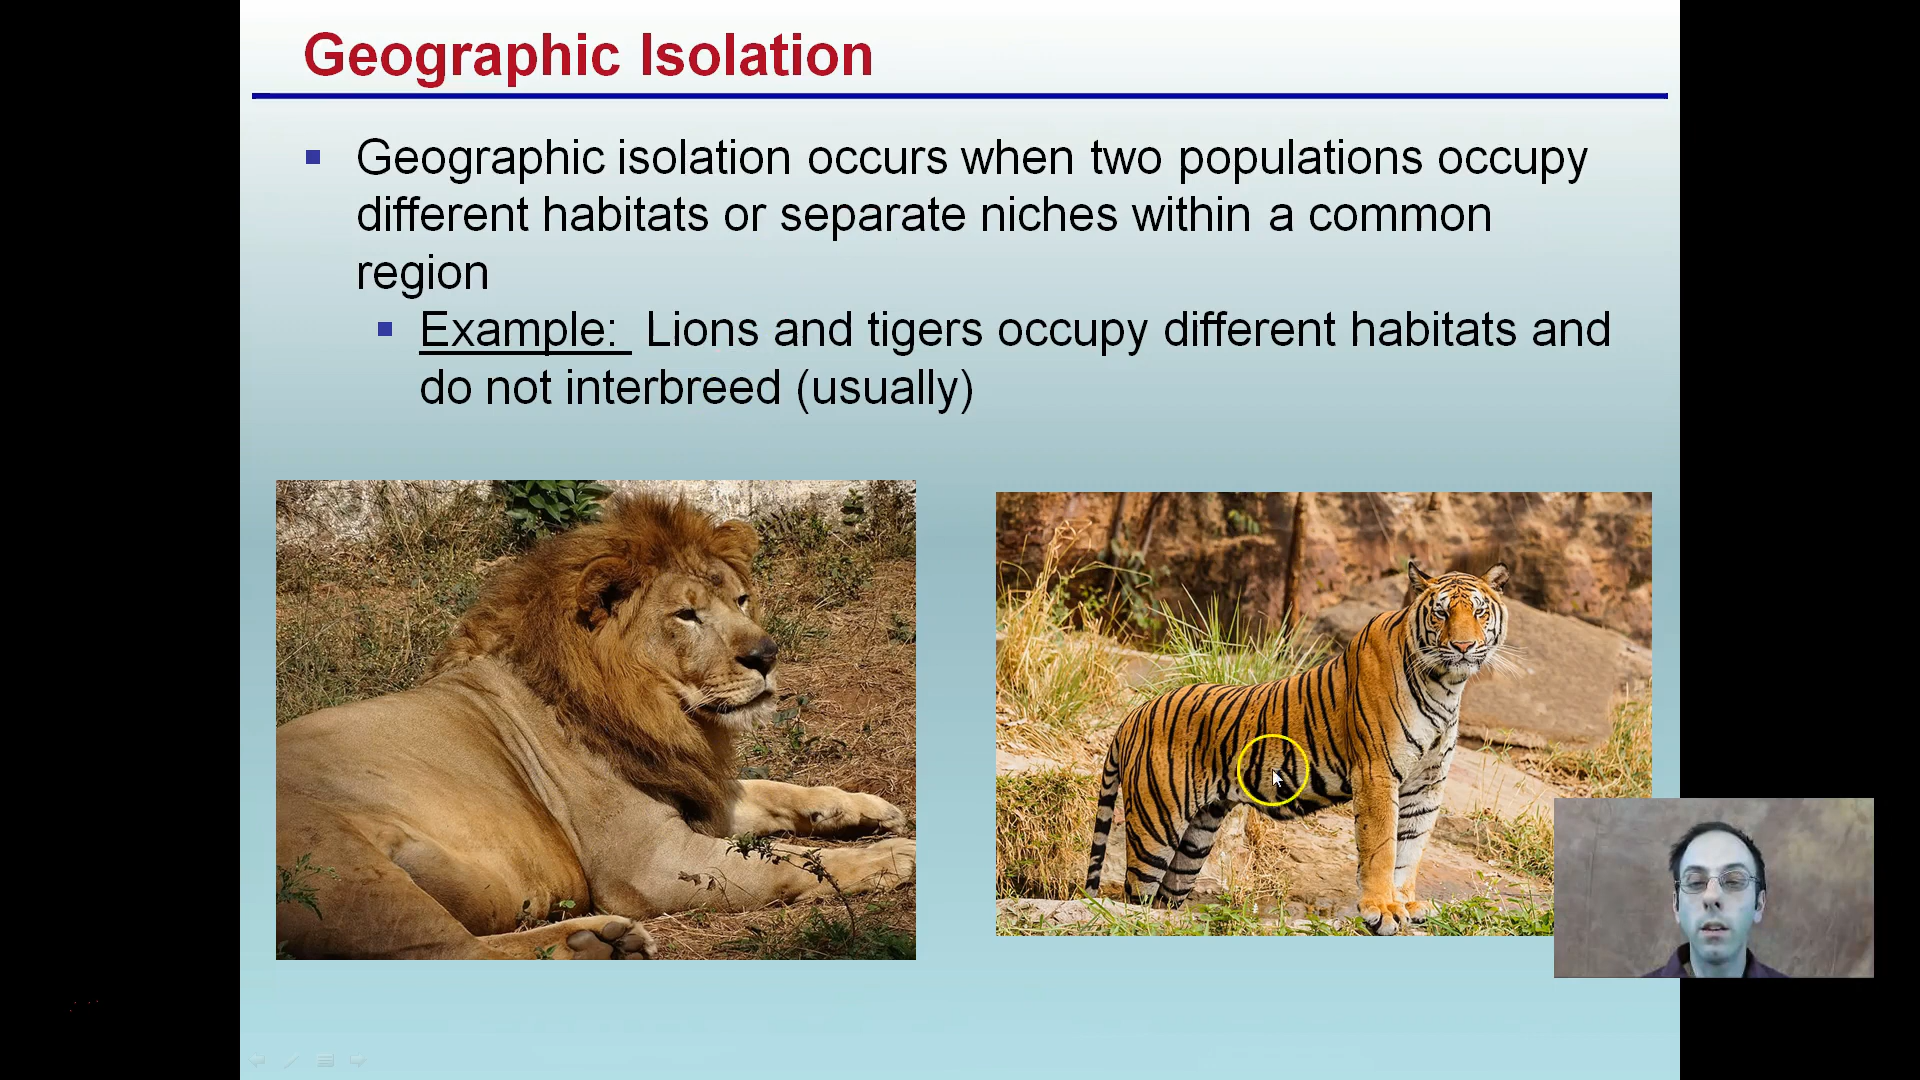 Geographic Isolation
Geographic isolation occurs when two populations occupy
different habitats or separate niches within a common
region
Example: Lions and tigers occupy different habitats and
do not interbreed (usually)